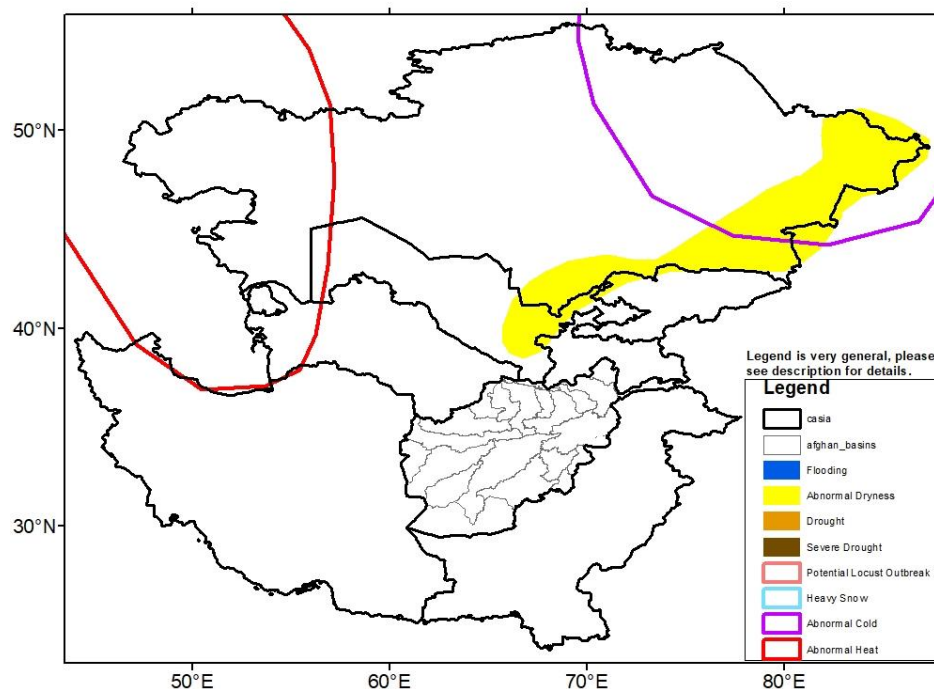 50°N
40°N
30°N
50°E
60°E
70°E
80°E
Legend is very general, please
see description for details.
Legend
casia
afghan_basins
Flooding
Abnormal Dryness
Drought
Severe Drought
Potential Locust Outbreak
Heavy Snow
Abnormal Cold
Abnormal Heat